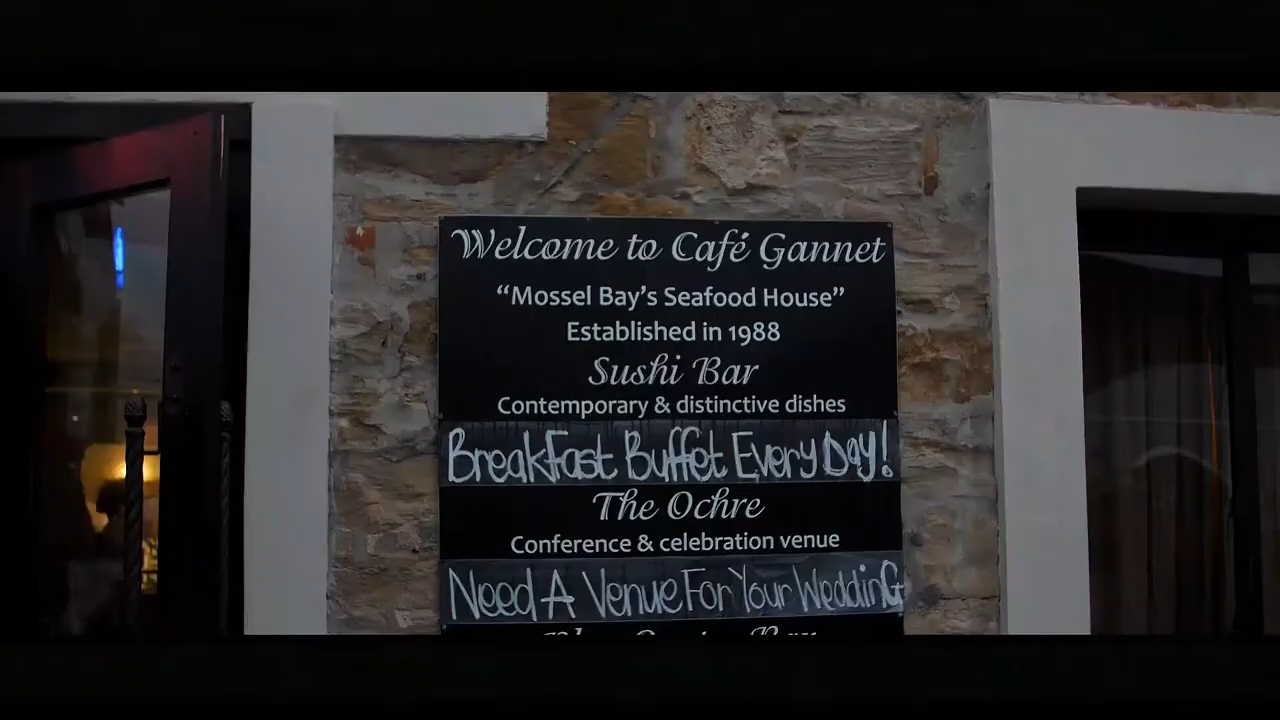 Welcome to Café Gannet
“Mossel Bay’s Seafood House”
Established in 1988
Sushi Bar
Contemporary & distinctive dishes
BreakFast Buffet Every Day!
The Ochre
Conference & celebration venue
Need A Venue For Your Wedding
Bar